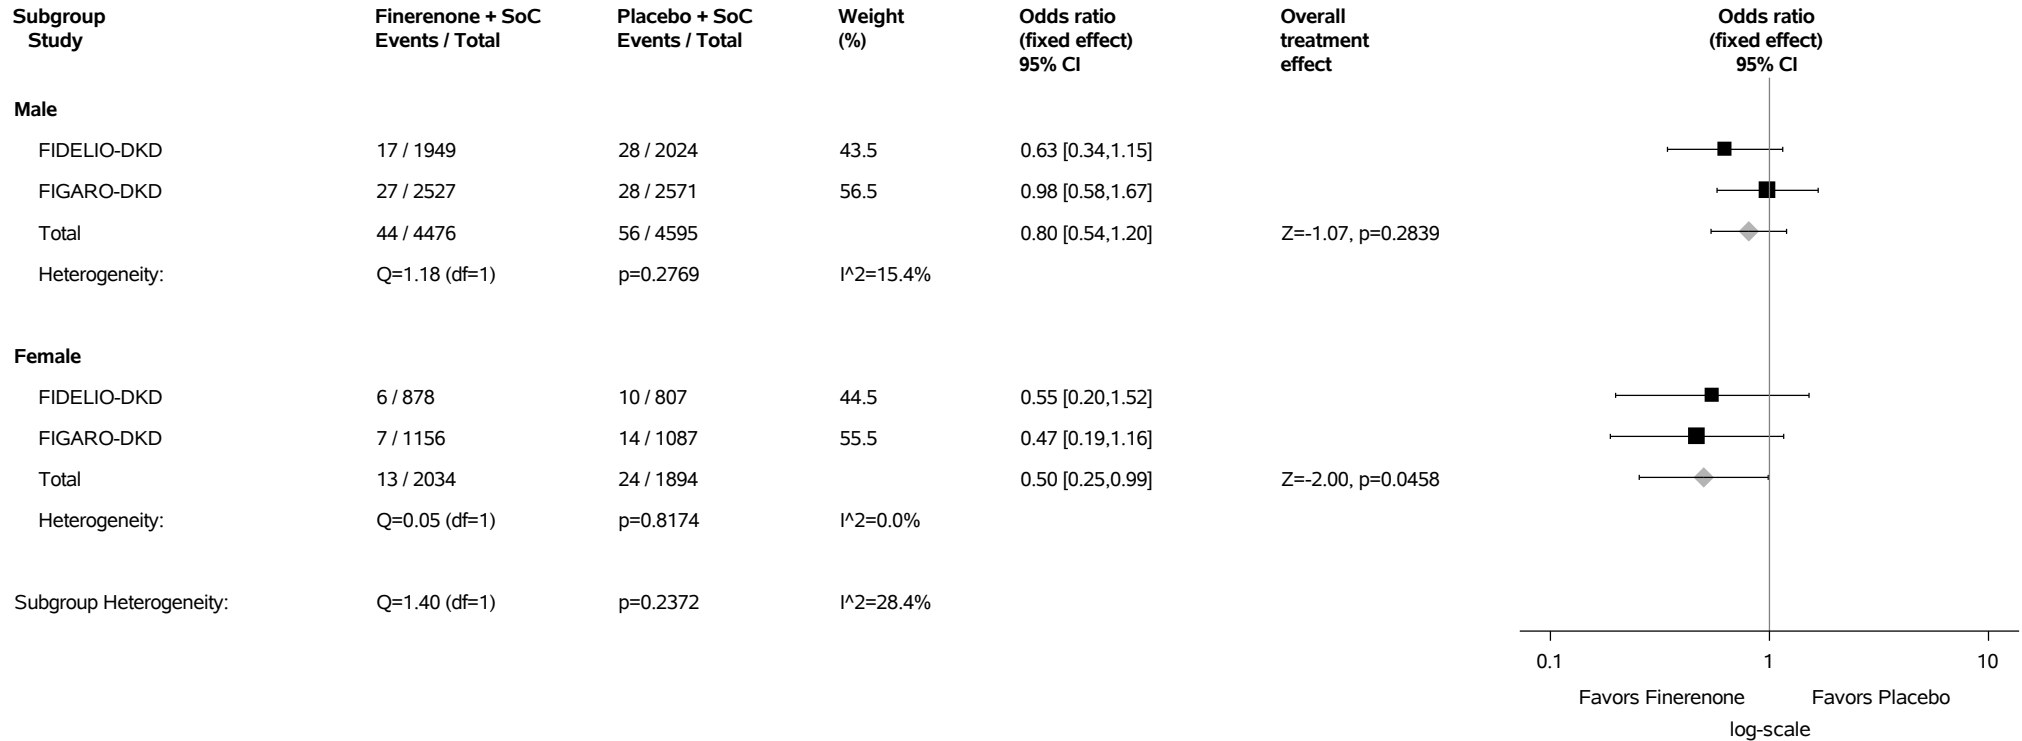 Subgroup Finerenone + SoC Placebo + SoC Weight Odds ratio Overall Odds ratio
Study Events / Total Events / Total (%) (fixed effect) treatment (fixed effect)
95% CI effect 95% CI
Male
FIDELIO-DKD 17 / 1949 28 / 2024 43.5 0.63 [0.34,1.15]
FIGARO-DKD 27 / 2527 28 / 2571 56.5 0.98 [0.58,1.67]
Total 44 / 4476 56 / 4595 0.80 [0.54,1.20] Z=-1.07, p=0.2839
Heterogeneity: Q=1.18 (df=1) p=0.2769 I^2=15.4%
Female
FIDELIO-DKD 6 / 878 10 / 807 44.5 0.55 [0.20,1.52]
FIGARO-DKD 7 / 1156 14 / 1087 55.5 0.47 [0.19,1.16]
Total 13 / 2034 24 / 1894 0.50 [0.25,0.99] Z=-2.00, p=0.0458
Heterogeneity: Q=0.05 (df=1) p=0.8174 I^2=0.0%
Subgroup Heterogeneity: Q=1.40 (df=1) p=0.2372 I^2=28.4%
0.1 1 10
Favors Finerenone Favors Placebo
log-scale